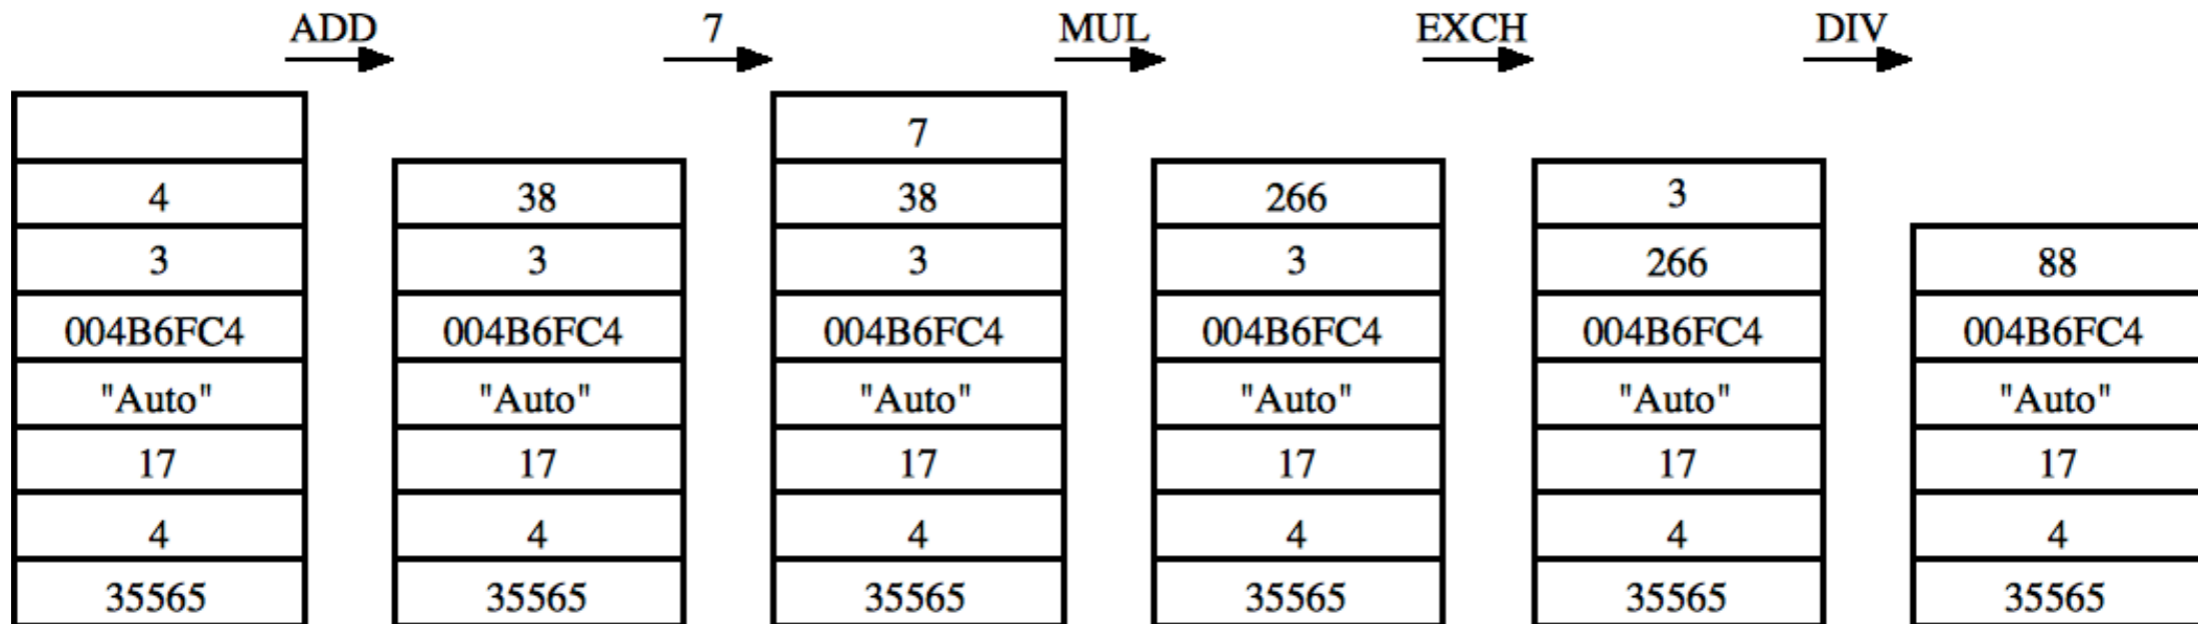 ADD 7 MUL EXCH DIV
7
4 38 38 266 3
3 3 3 3 266 88
004B6FC4 004B6FC4 004B6FC4 004B6FC4 004B6FC4 004B6FC4
"Auto" "Auto" "Auto" "Auto" "Auto" "Auto"
17 17 17 17 17 17
4 4 4 4 4 4
35565 35565 35565 35565 35565 35565